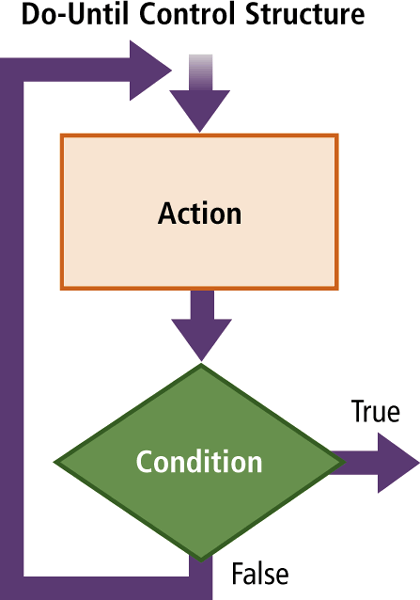 Do-Until Control Structure
Action
True
Condition
False